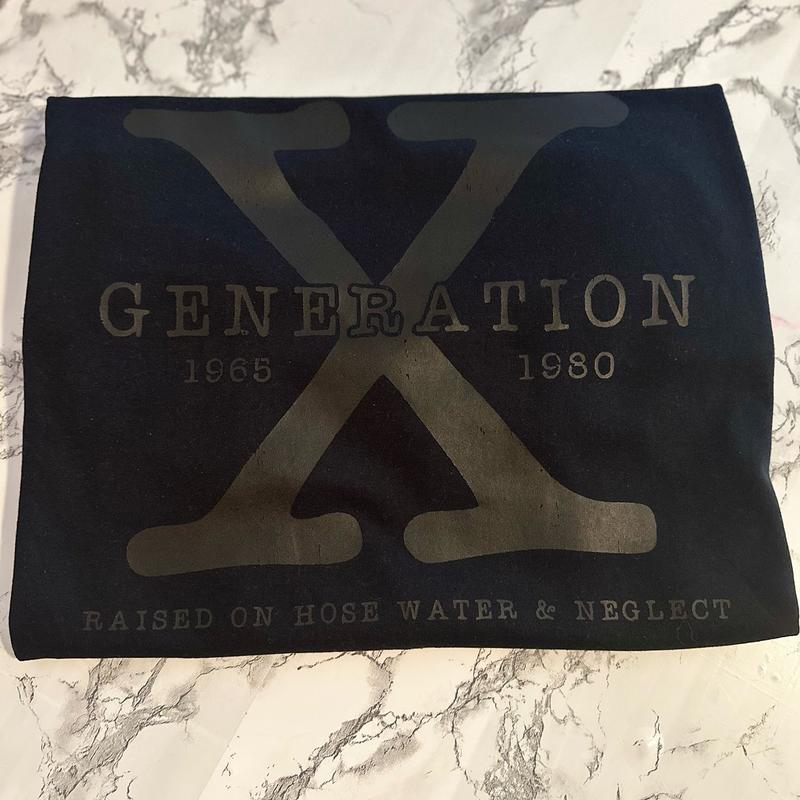 X
GENERATION
1965 1980
RAISED ON HOSE WATER & NEGLECT